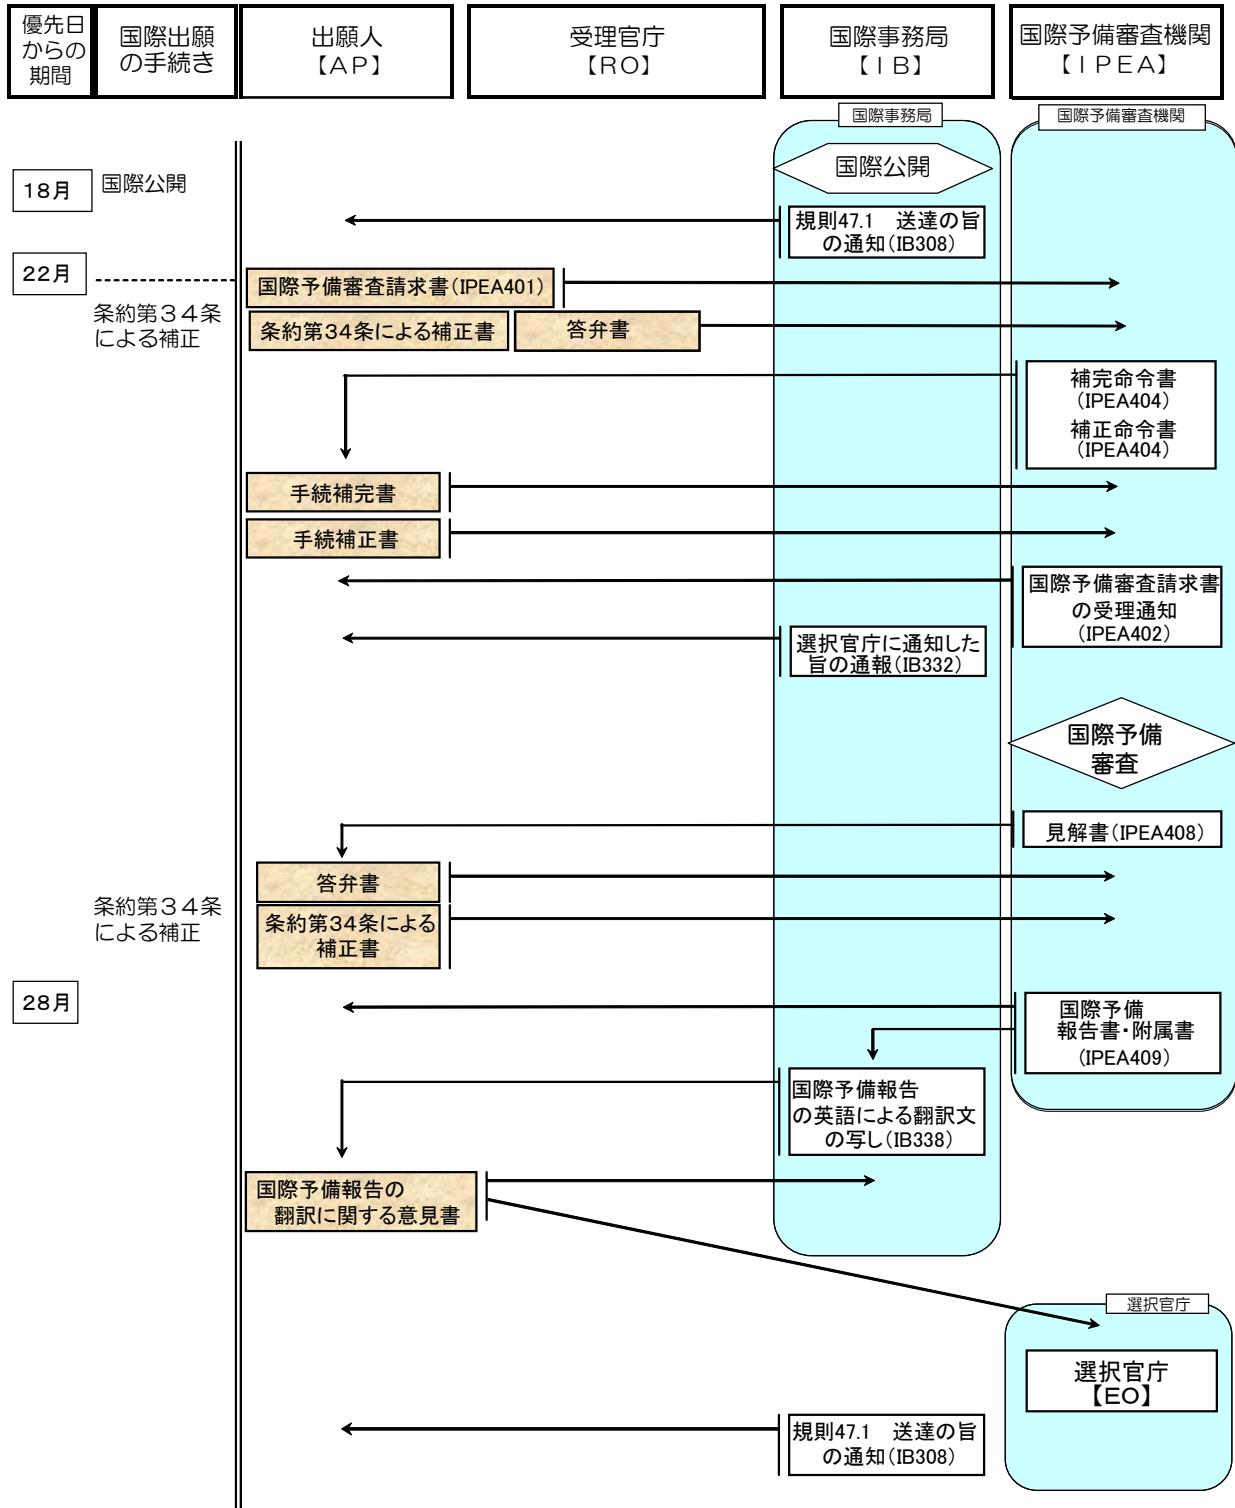 優先日
からの
期間
国際出願
の手続き
出願人
【ＡＰ】
受理官庁
【ＲＯ】
国際事務局
【ＩＢ】
国際予備審査機関
【ＩＰＥＡ】
国際事務局
国際予備審査機関
国際公開
18月
国際公開
規則47.1　送達の旨
の通知(IB308)
22月
国際予備審査請求書(IPEA401)
条約第３４条
による補正
条約第34条による補正書
答弁書
補完命令書
(IPEA404)
補正命令書
(IPEA404)
手続補完書
手続補正書
国際予備審査請求書
の受理通知
(IPEA402)
選択官庁に通知した
旨の通報(IB332)
国際予備
審査
見解書(IPEA408)
答弁書
条約第３４条
による補正
条約第34条による
補正書
28月
国際予備
報告書・附属書
(IPEA409)
国際予備報告
の英語による翻訳文
の写し(IB338)
国際予備報告の
翻訳に関する意見書
選択官庁
選択官庁
【EO】
規則47.1　送達の旨
の通知(IB308)